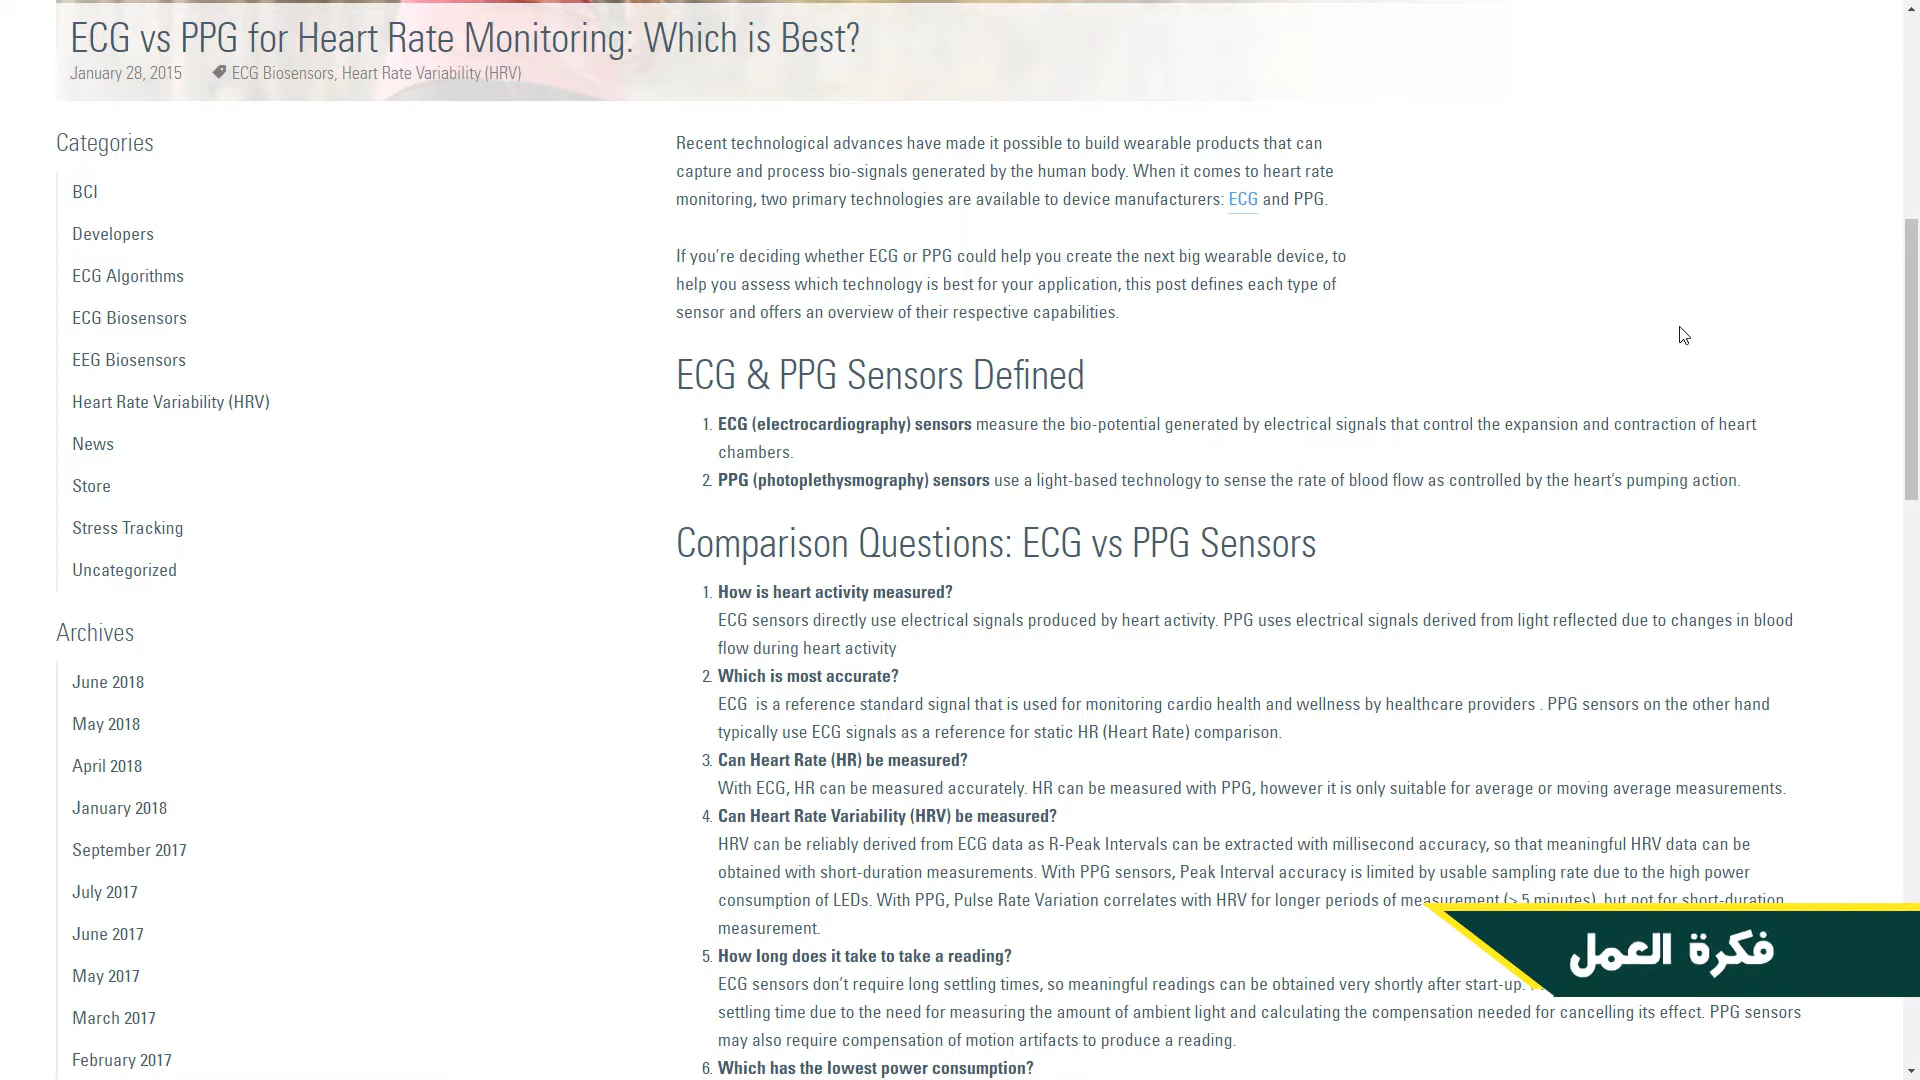 ECG vs PPG for Heart Rate Monitoring: Which is Best?
January 28, 2015 ECG Biosensors, Heart Rate Variability (HRV)
Categories
BCI
Developers
ECG Algorithms
ECG Biosensors
EEG Biosensors
Heart Rate Variability (HRV)
News
Store
Stress Tracking
Uncategorized
Archives
June 2018
May 2018
April 2018
January 2018
September 2017
July 2017
June 2017
May 2017
March 2017
February 2017
Recent technological advances have made it possible to build wearable products that can
capture and process bio-signals generated by the human body. When it comes to heart rate
monitoring, two primary technologies are available to device manufacturers: ECG and PPG.
If you're deciding whether ECG or PPG could help you create the next big wearable device, to
help you assess which technology is best for your application, this post defines each type of
sensor and offers an overview of their respective capabilities.
ECG & PPG Sensors Defined
1. ECG (electrocardiography) sensors measure the bio-potential generated by electrical signals that control the expansion and contraction of heart
chambers.
2. PPG (photoplethysmography) sensors use a light-based technology to sense the rate of blood flow as controlled by the heart's pumping action.
Comparison Questions: ECG vs PPG Sensors
1. How is heart activity measured?
ECG sensors directly use electrical signals produced by heart activity. PPG uses electrical signals derived from light reflected due to changes in blood
flow during heart activity
2. Which is most accurate?
ECG is a reference standard signal that is used for monitoring cardio health and wellness by healthcare providers . PPG sensors on the other hand
typically use ECG signals as a reference for static HR (Heart Rate) comparison.
3. Can Heart Rate (HR) be measured?
With ECG, HR can be measured accurately. HR can be measured with PPG, however it is only suitable for average or moving average measurements.
4. Can Heart Rate Variability (HRV) be measured?
HRV can be reliably derived from ECG data as R-Peak Intervals can be extracted with millisecond accuracy, so that meaningful HRV data can be
obtained with short-duration measurements. With PPG sensors, Peak Interval accuracy is limited by usable sampling rate due to the high power
consumption of LEDs. With PPG, Pulse Rate Variation correlates with HRV for longer periods of measurement (> 5 minutes), but not for short-duration
measurement.
5. How long does it take to take a reading?
ECG sensors don't require long settling times, so meaningful readings can be obtained very shortly after start-up.
settling time due to the need for measuring the amount of ambient light and calculating the compensation needed for cancelling its effect. PPG sensors
may also require compensation of motion artifacts to produce a reading.
6. Which has the lowest power consumption?
فكرة العمل